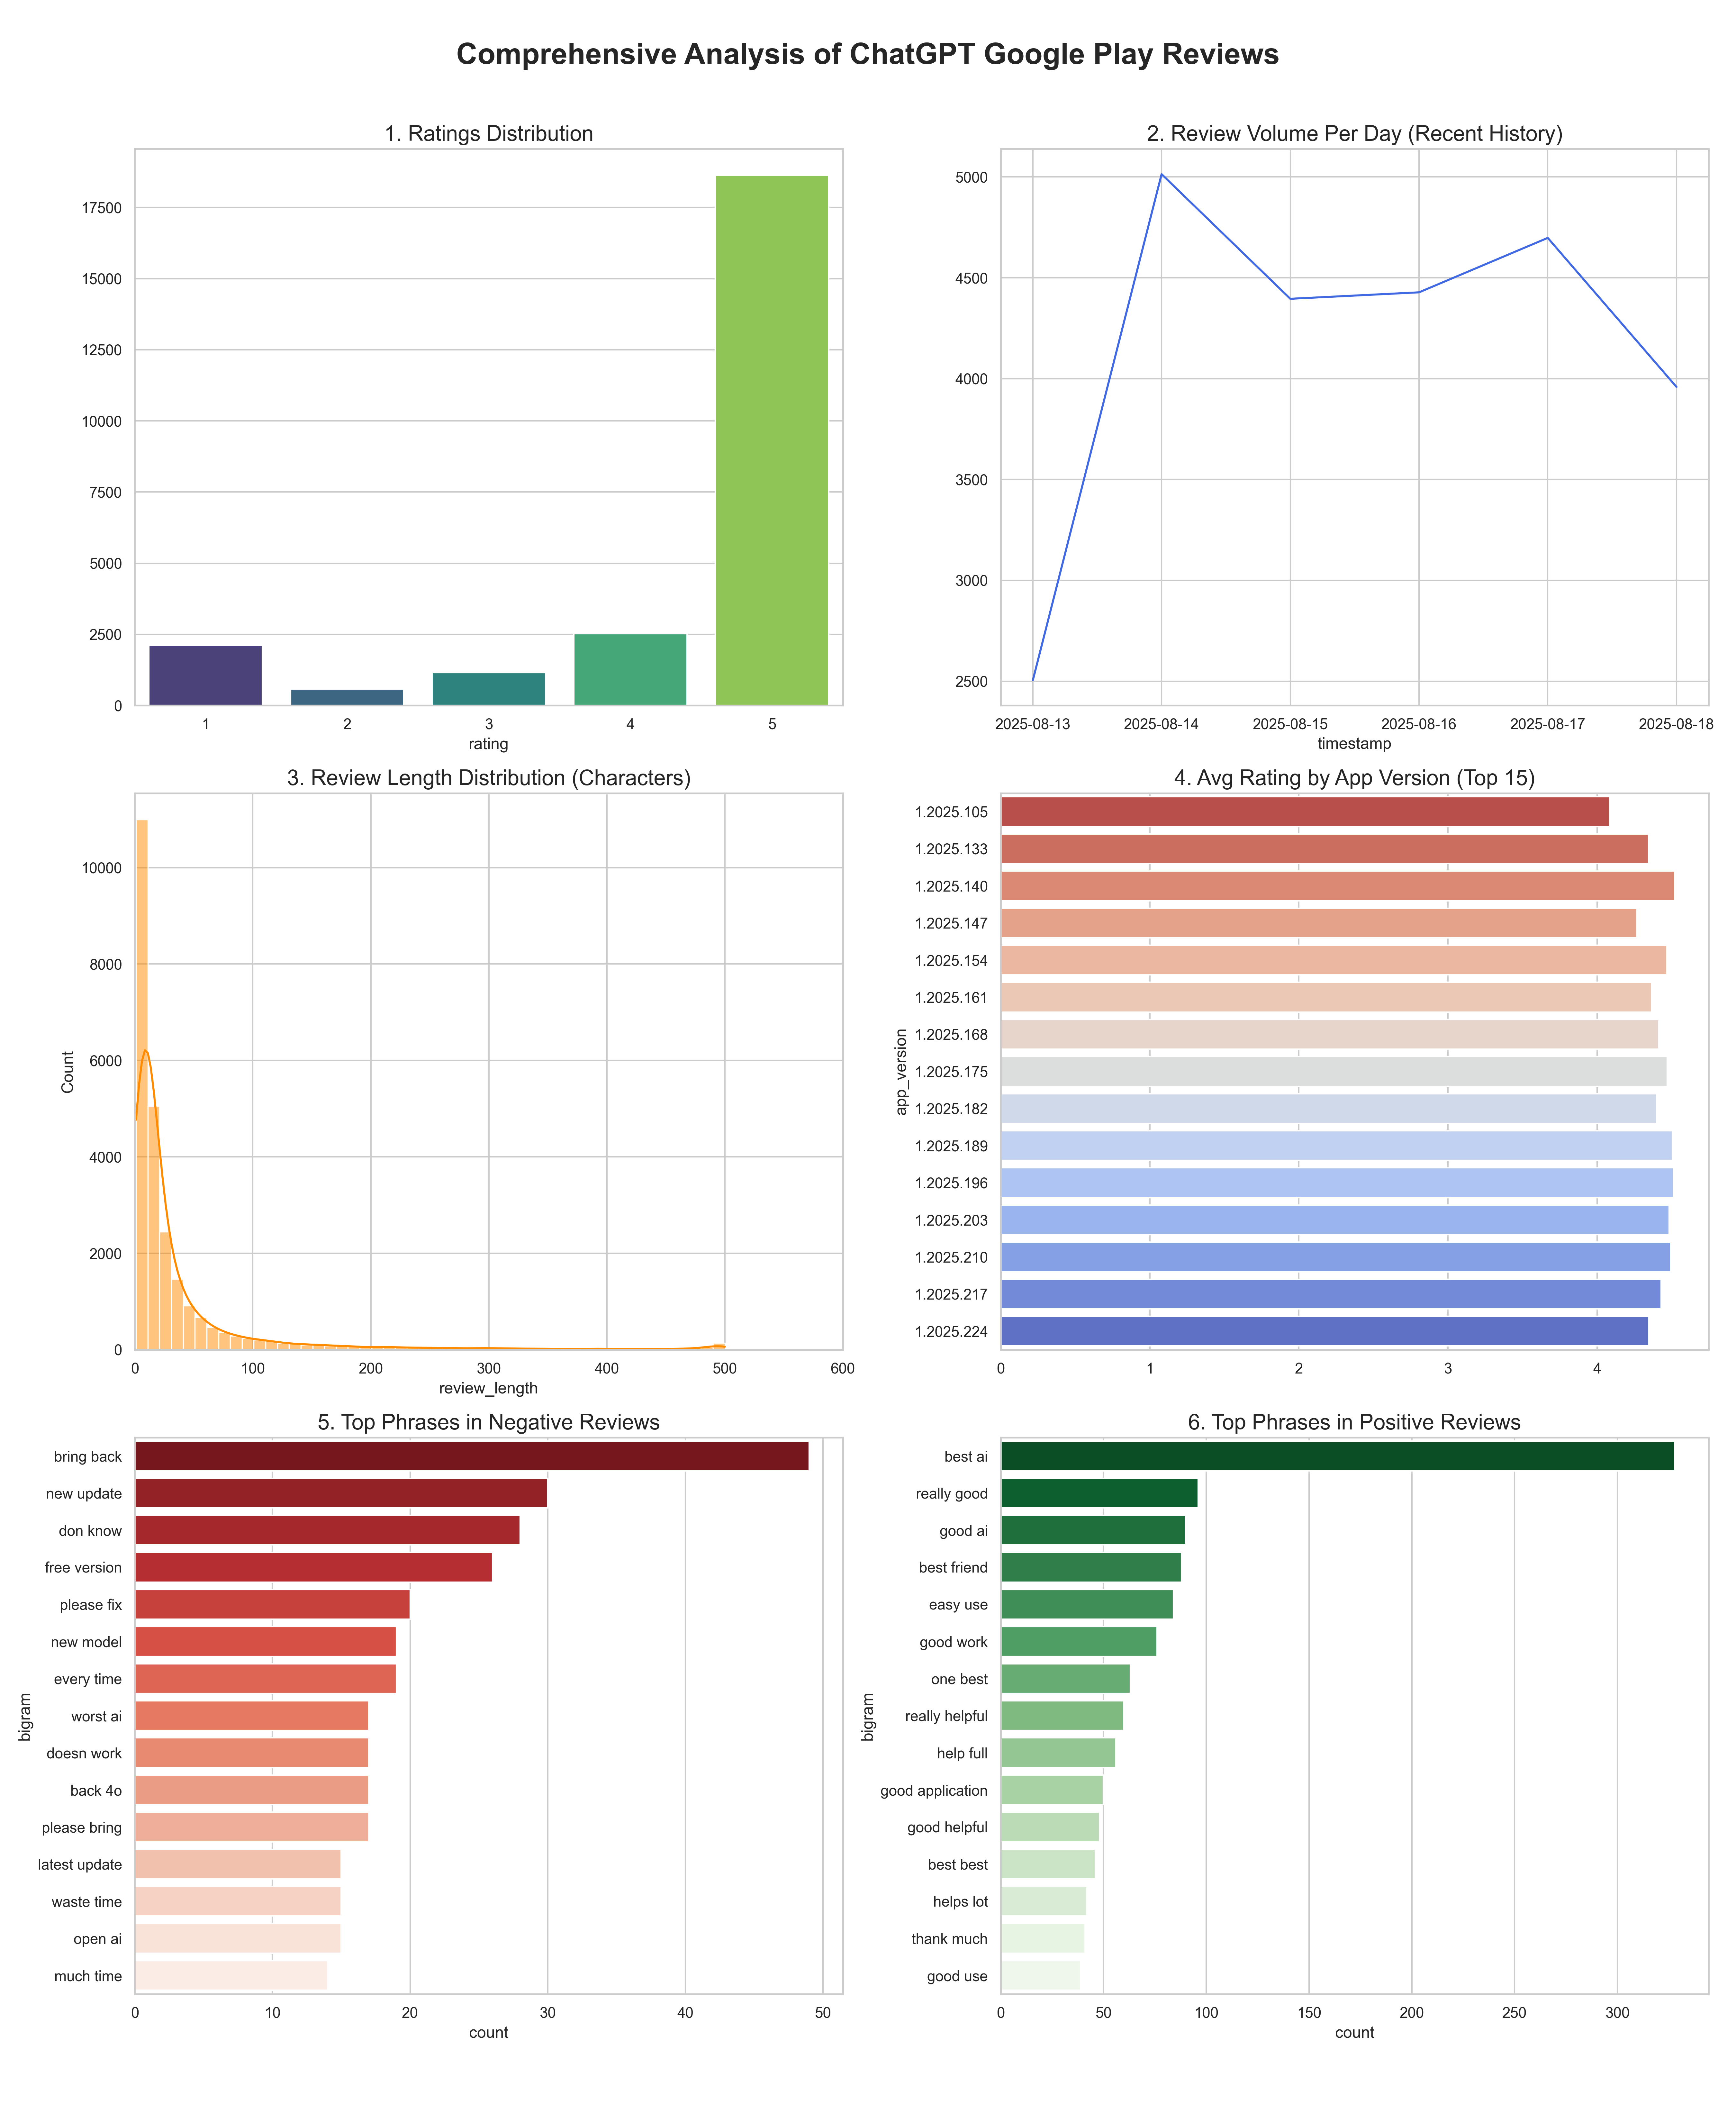 Comprehensive Analysis of ChatGPT Google Play Reviews
1. Ratings Distribution
17500
15000
12500
10000
7500
5000
2500
0
1 2 3 4 5
rating
2. Review Volume Per Day (Recent History)
5000
4500
4000
3500
3000
2500
2025-08-13 2025-08-14 2025-08-15 2025-08-16 2025-08-17 2025-08-18
timestamp
3. Review Length Distribution (Characters)
Count
10000
8000
6000
4000
2000
0
0 100 200 300 400 500 600
review_length
4. Avg Rating by App Version (Top 15)
app_version
1.2025.105
1.2025.133
1.2025.140
1.2025.147
1.2025.154
1.2025.161
1.2025.168
1.2025.175
1.2025.182
1.2025.189
1.2025.196
1.2025.203
1.2025.210
1.2025.217
1.2025.224
0 1 2 3 4
5. Top Phrases in Negative Reviews
bigram
bring back
new update
don know
free version
please fix
new model
every time
worst ai
doesn work
back 4o
please bring
latest update
waste time
open ai
much time
0 10 20 30 40 50
count
6. Top Phrases in Positive Reviews
bigram
best ai
really good
good ai
best friend
easy use
good work
one best
really helpful
help full
good application
good helpful
best best
helps lot
thank much
good use
0 50 100 150 200 250 300
count